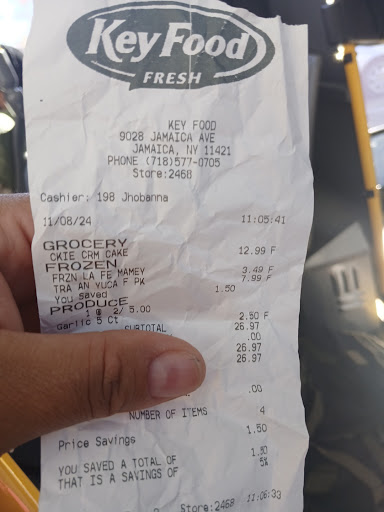 Key Food
FRESH
KEY FOOD
9028 JAMAICA AVE
JAMAICA, NY 11421
PHONE (718)577-0705
Store:2468
Cashier: 198 Jhobanna
11/08/24 11:05:41
GROCERY
CKIE CRM CAKE 12.99 F
FROZEN
FRZN LA FE MAMEY 3.49 F
TRA AN YUCA F PK 7.99 F
You Saved 1.50
PRODUCE
1 @ 2/ 5.00
Garlic 5 Ct 2.50 F
SUBTOTAL 26.97
.00
26.97
26.97
.00
NUMBER OF ITEMS 4
Price Savings 1.50
YOU SAVED A TOTAL OF 1.50
THAT IS A SAVINGS OF 5%
Store:2468 11:06:33